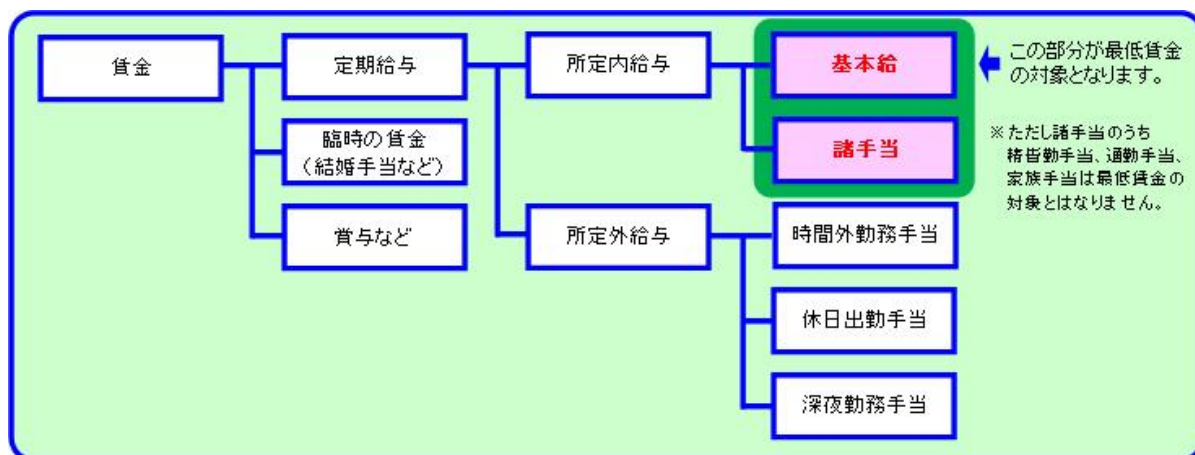 賃金
定期給与
所定内給与
基本給
この部分が最低賃金
の対象となります。
臨時の賃金
（結婚手当など）
諸手当
※ただし諸手当のうち
精皆勤手当、通勤手当、
家族手当は最低賃金の
対象とはなりません。
賞与など
所定外給与
時間外勤務手当
休日出勤手当
深夜勤務手当